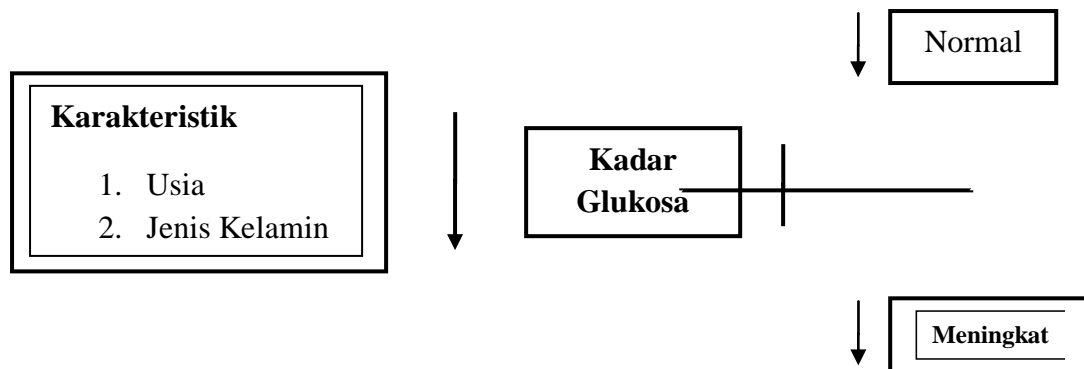 Normal
Karakteristik
1. Usia
2. Jenis Kelamin
Kadar
Glukosa
Meningkat